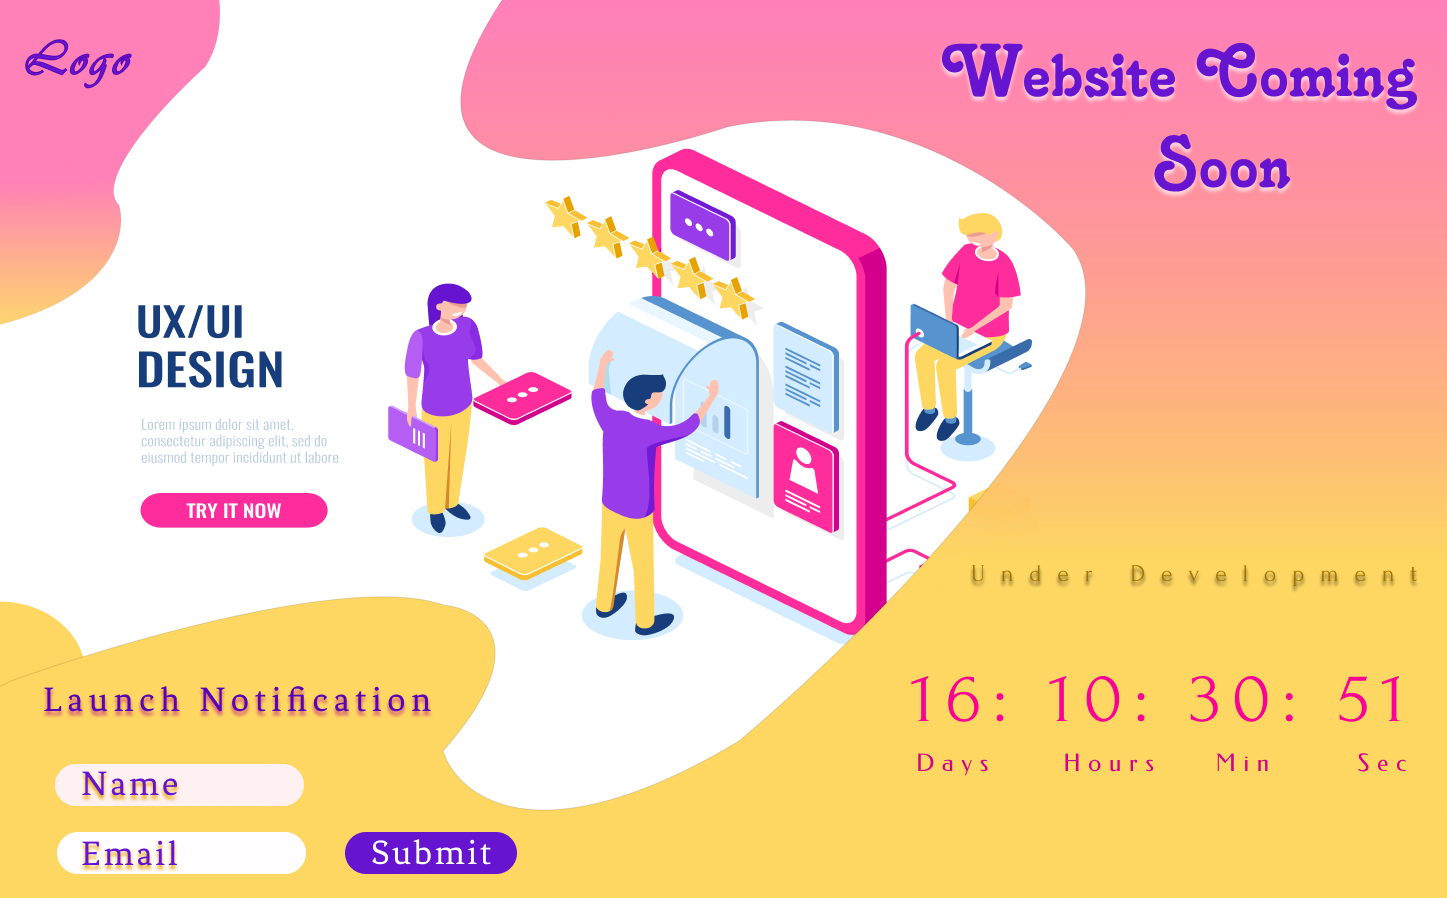 Logo
Website Coming
Soon
UX/UI
DESIGN
Lorem ipsum dolor sit amet,
consectetur adipiscing elit, sed do
eiusmod tempor incididunt ut labore
TRY IT NOW
Under Development
16: 10: 30: 51
Days Hours Min Sec
Launch Notification
Name
Email
Submit